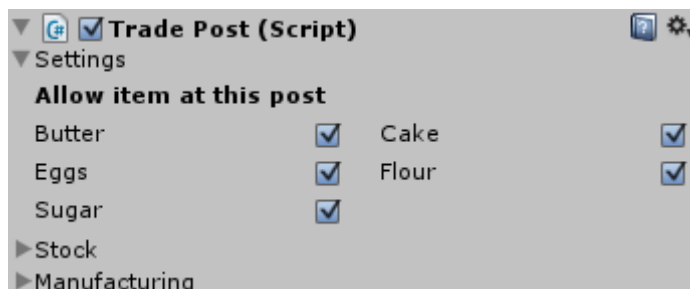 Trade Post (Script)
Settings
Allow item at this post
Butter Cake
Eggs Flour
Sugar
Stock
Manufacturing